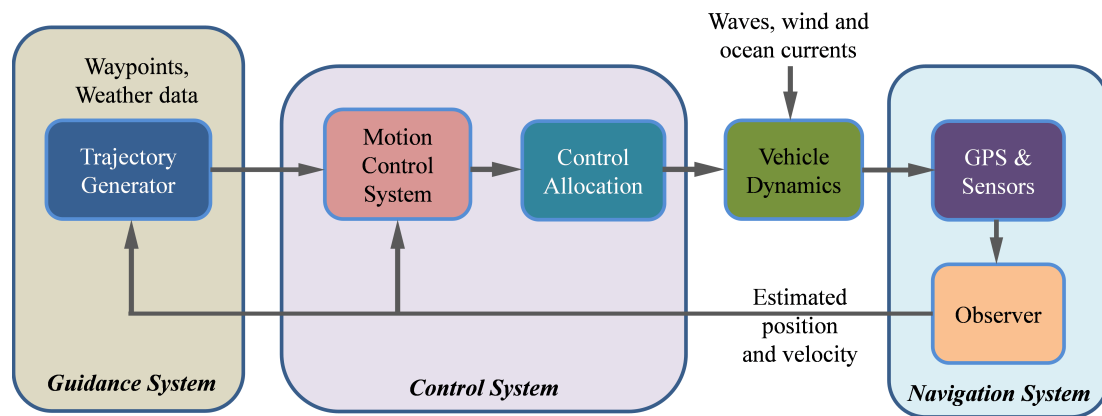 Waypoints,
Weather data
Trajectory
Generator
Guidance System
Motion
Control
System
Control
Allocation
Control System
Waves, wind and
ocean currents
Vehicle
Dynamics
Estimated
position
and velocity
GPS &
Sensors
Observer
Navigation System